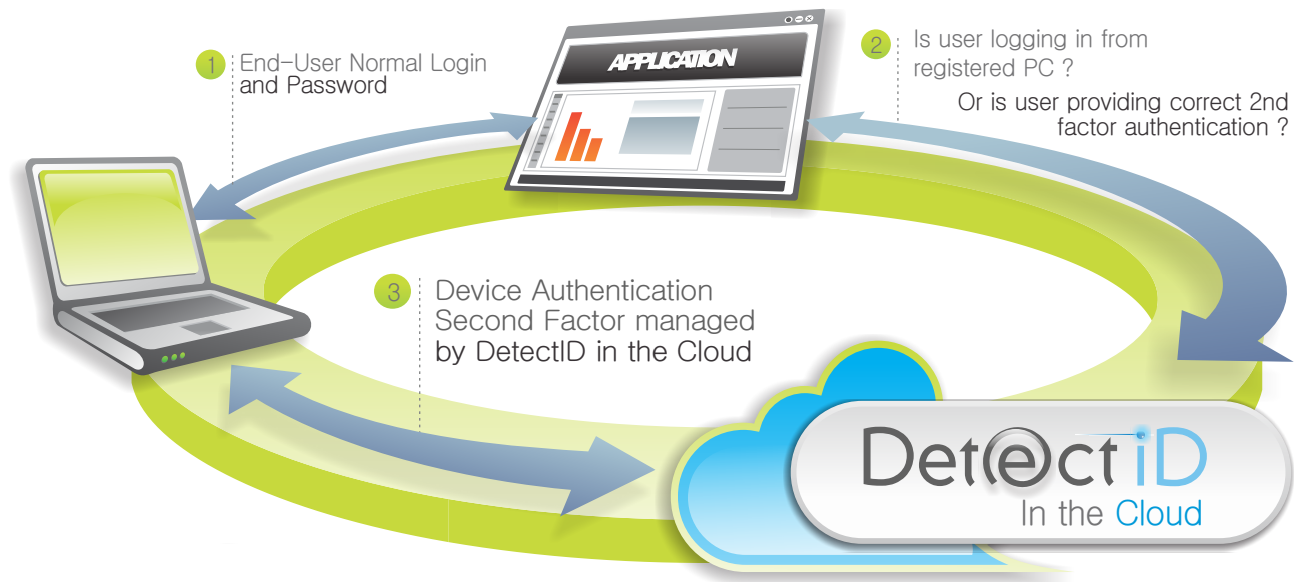 1
End-User Normal Login
and Password
APPLICATION
2
Is user logging in from
registered PC ?
Or is user providing correct 2nd
factor authentication ?
3
Device Authentication
Second Factor managed
by DetectID in the Cloud
Detect iD
In the Cloud